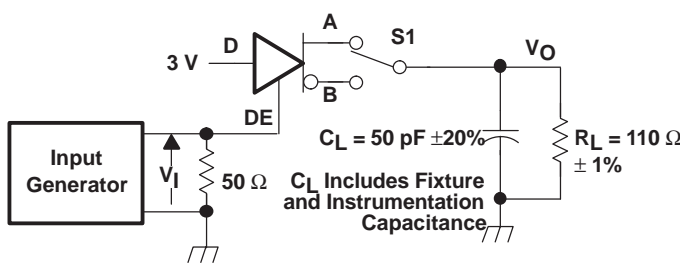 A
S1
D
3 V
VO
B
DE
CL = 50 pF ±20%
RL = 110 Ω
± 1%
Input
Generator
VI
50 Ω
CL Includes Fixture
and Instrumentation
Capacitance